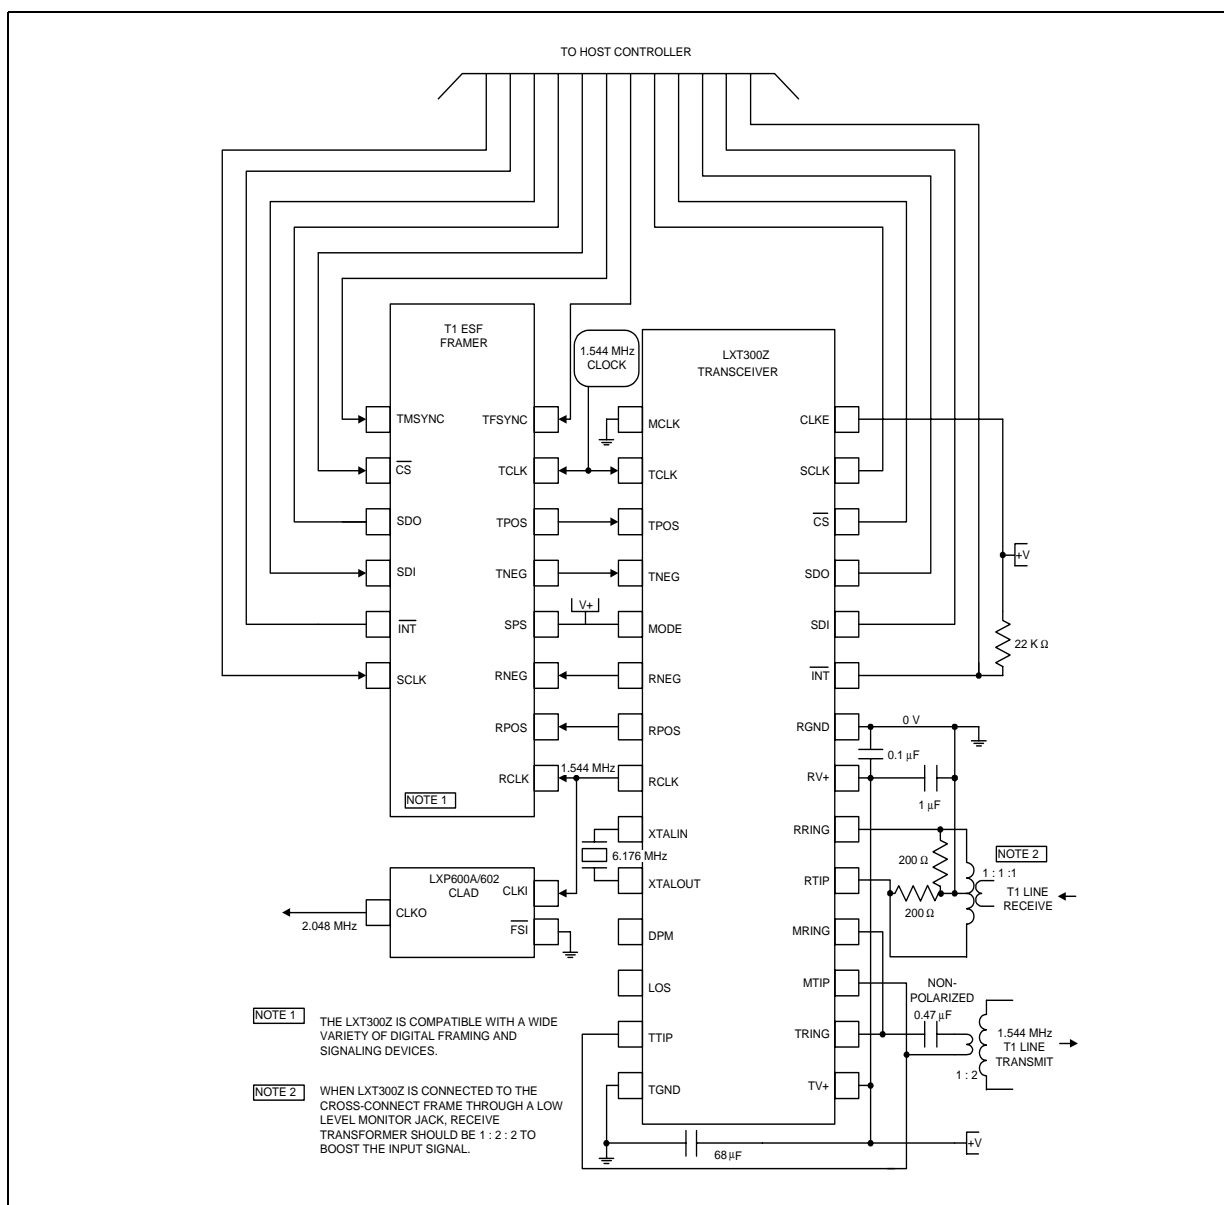 TO HOST CONTROLLER
T1 ESF
FRAMER
1.544 MHz
CLOCK
LXT300Z
TRANSCEIVER
TMSYNC
TFSYNC
MCLK
CLKE
CS
TCLK
TCLK
SCLK
SDO
TPOS
TPOS
CS
+V
SDI
TNEG
TNEG
SDO
V+
INT
SPS
MODE
SDI
22 K Ω
SCLK
RNEG
RNEG
INT
RPOS
RPOS
RGND
0 V
0.1 µF
RCLK
1.544 MHz
RCLK
RV+
1 µF
NOTE 1
XTALIN
6.176 MHz
XTALOUT
RRING
RTIP
200 Ω
200 Ω
NOTE 2
1 : 1 :1
T1 LINE
RECEIVE
LXP600A/602
CLAD
CLKI
CLKO
2.048 MHz
FSI
DPM
MRING
LOS
MTIP
NON-
POLARIZED
0.47 µF
TTIP
TRING
1.544 MHz
T1 LINE
TRANSMIT
1 : 2
TGND
TV+
68 µF
+V
NOTE 1 THE LXT300Z IS COMPATIBLE WITH A WIDE
VARIETY OF DIGITAL FRAMING AND
SIGNALING DEVICES.
NOTE 2 WHEN LXT300Z IS CONNECTED TO THE
CROSS-CONNECT FRAME THROUGH A LOW
LEVEL MONITOR JACK, RECEIVE
TRANSFORMER SHOULD BE 1 : 2 : 2 TO
BOOST THE INPUT SIGNAL.